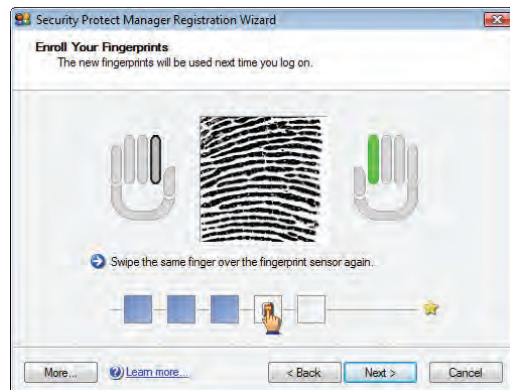 Security Protect Manager Registration Wizard
Enroll Your Fingerprints
The new fingerprints will be used next time you log on.
Swipe the same finger over the fingerprint sensor again.
More... Learn more... < Back Next > Cancel